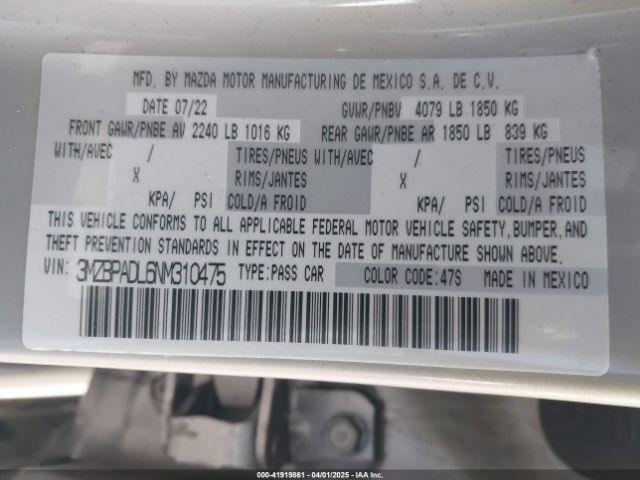 MFD. BY MAZDA MOTOR MANUFACTURING DE MEXICO S.A. DE C.V.
DATE 07/22 GVWR/PNBV 4079 LB 1850 KG
FRONT GAWR/PNBE AV 2240 LB 1016 KG REAR GAWR/PNBE AR 1850 LB 839 KG
WITH/AVEC / TIRES/PNEUS WITH/AVEC / TIRES/PNEUS
X RIMS/JANTES X RIMS/JANTES
KPA/ PSI COLD/A FROID KPA/ PSI COLD/A FROID
THIS VEHICLE CONFORMS TO ALL APPLICABLE FEDERAL MOTOR VEHICLE SAFETY, BUMPER, AND
THEFT PREVENTION STANDARDS IN EFFECT ON THE DATE OF MANUFACTURE SHOWN ABOVE.
VIN: 3MZBPADL6NM310475 TYPE:PASS CAR COLOR CODE:47S MADE IN MEXICO
000-41919861 - 04/01/2025 - IAAI.COM